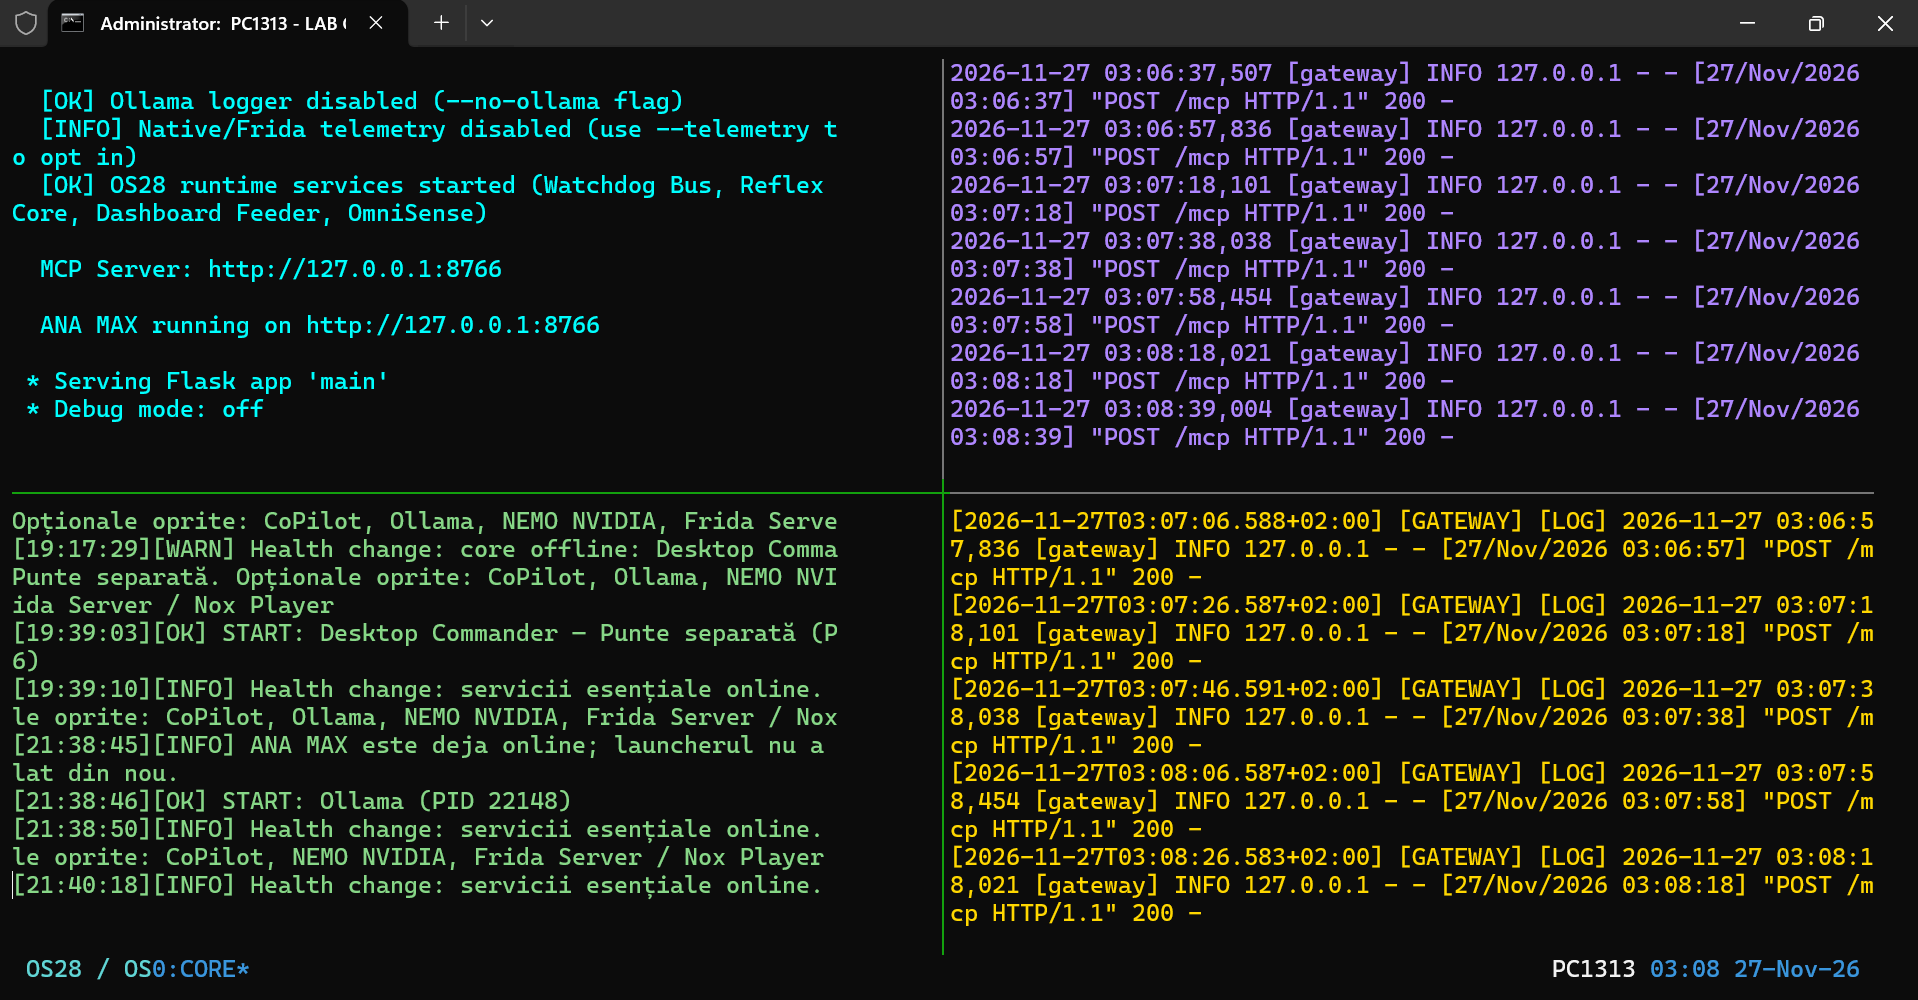 Administrator: PC1313 - LAB
[OK] Ollama logger disabled (--no-ollama flag)
[INFO] Native/Frida telemetry disabled (use --telemetry t
o opt in)
[OK] OS28 runtime services started (Watchdog Bus, Reflex
Core, Dashboard Feeder, OmniSense)
MCP Server: http://127.0.0.1:8766
ANA MAX running on http://127.0.0.1:8766
* Serving Flask app 'main'
* Debug mode: off
2026-11-27 03:06:37,507 [gateway] INFO 127.0.0.1 - - [27/Nov/2026
03:06:37] "POST /mcp HTTP/1.1" 200 -
2026-11-27 03:06:57,836 [gateway] INFO 127.0.0.1 - - [27/Nov/2026
03:06:57] "POST /mcp HTTP/1.1" 200 -
2026-11-27 03:07:18,101 [gateway] INFO 127.0.0.1 - - [27/Nov/2026
03:07:18] "POST /mcp HTTP/1.1" 200 -
2026-11-27 03:07:38,038 [gateway] INFO 127.0.0.1 - - [27/Nov/2026
03:07:38] "POST /mcp HTTP/1.1" 200 -
2026-11-27 03:07:58,454 [gateway] INFO 127.0.0.1 - - [27/Nov/2026
03:07:58] "POST /mcp HTTP/1.1" 200 -
2026-11-27 03:08:18,021 [gateway] INFO 127.0.0.1 - - [27/Nov/2026
03:08:18] "POST /mcp HTTP/1.1" 200 -
2026-11-27 03:08:39,004 [gateway] INFO 127.0.0.1 - - [27/Nov/2026
03:08:39] "POST /mcp HTTP/1.1" 200 -
Opționale oprite: CoPilot, Ollama, NEMO NVIDIA, Frida Serve
[19:17:29][WARN] Health change: core offline: Desktop Comma
Punte separată. Opționale oprite: CoPilot, Ollama, NEMO NVI
ida Server / Nox Player
[19:39:03][OK] START: Desktop Commander — Punte separată (P
6)
[19:39:10][INFO] Health change: servicii esențiale online.
le oprite: CoPilot, Ollama, NEMO NVIDIA, Frida Server / Nox
[21:38:45][INFO] ANA MAX este deja online; launcherul nu a
lat din nou.
[21:38:46][OK] START: Ollama (PID 22148)
[21:38:50][INFO] Health change: servicii esențiale online.
le oprite: CoPilot, NEMO NVIDIA, Frida Server / Nox Player
[21:40:18][INFO] Health change: servicii esențiale online.
[2026-11-27T03:07:06.588+02:00] [GATEWAY] [LOG] 2026-11-27 03:06:5
7,836 [gateway] INFO 127.0.0.1 - - [27/Nov/2026 03:06:57] "POST /m
cp HTTP/1.1" 200 -
[2026-11-27T03:07:26.587+02:00] [GATEWAY] [LOG] 2026-11-27 03:07:1
8,101 [gateway] INFO 127.0.0.1 - - [27/Nov/2026 03:07:18] "POST /m
cp HTTP/1.1" 200 -
[2026-11-27T03:07:46.591+02:00] [GATEWAY] [LOG] 2026-11-27 03:07:3
8,038 [gateway] INFO 127.0.0.1 - - [27/Nov/2026 03:07:38] "POST /m
cp HTTP/1.1" 200 -
[2026-11-27T03:08:06.587+02:00] [GATEWAY] [LOG] 2026-11-27 03:07:5
8,454 [gateway] INFO 127.0.0.1 - - [27/Nov/2026 03:07:58] "POST /m
cp HTTP/1.1" 200 -
[2026-11-27T03:08:26.583+02:00] [GATEWAY] [LOG] 2026-11-27 03:08:1
8,021 [gateway] INFO 127.0.0.1 - - [27/Nov/2026 03:08:18] "POST /m
cp HTTP/1.1" 200 -
OS28 / OS0:CORE*
PC1313 03:08 27-Nov-26